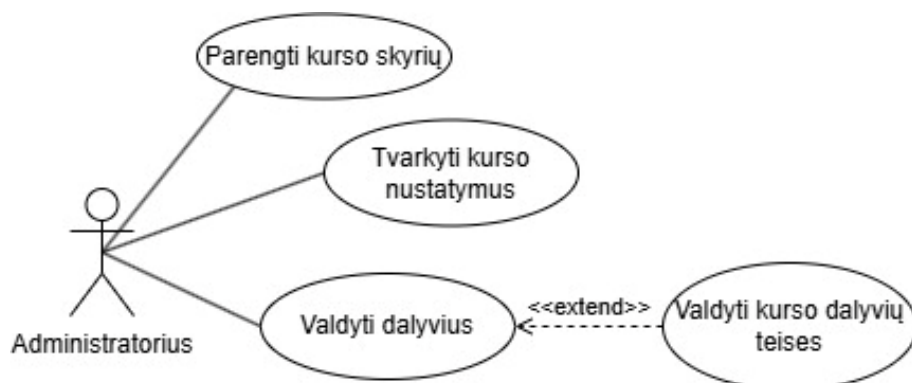 Parengti kurso skyrių
Tvarkyti kurso
nustatymus
Valdyti dalyvius
<<extend>>
Valdyti kurso dalyvių
teises
Administratorius